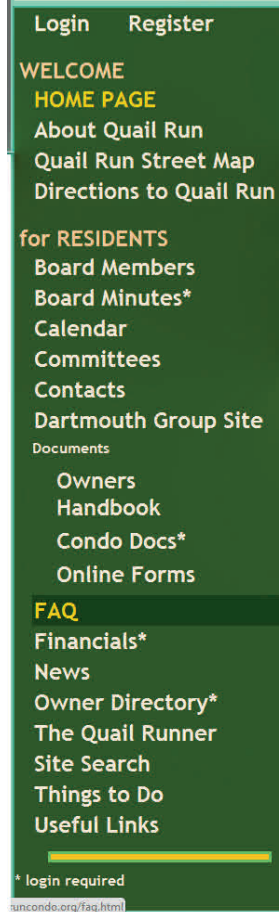 Login Register
WELCOME
HOME PAGE
About Quail Run
Quail Run Street Map
Directions to Quail Run
for RESIDENTS
Board Members
Board Minutes*
Calendar
Committees
Contacts
Dartmouth Group Site
Documents
Owners
Handbook
Condo Docs*
Online Forms
FAQ
Financials*
News
Owner Directory*
The Quail Runner
Site Search
Things to Do
Useful Links
* login required
runcondo.org/faq.html